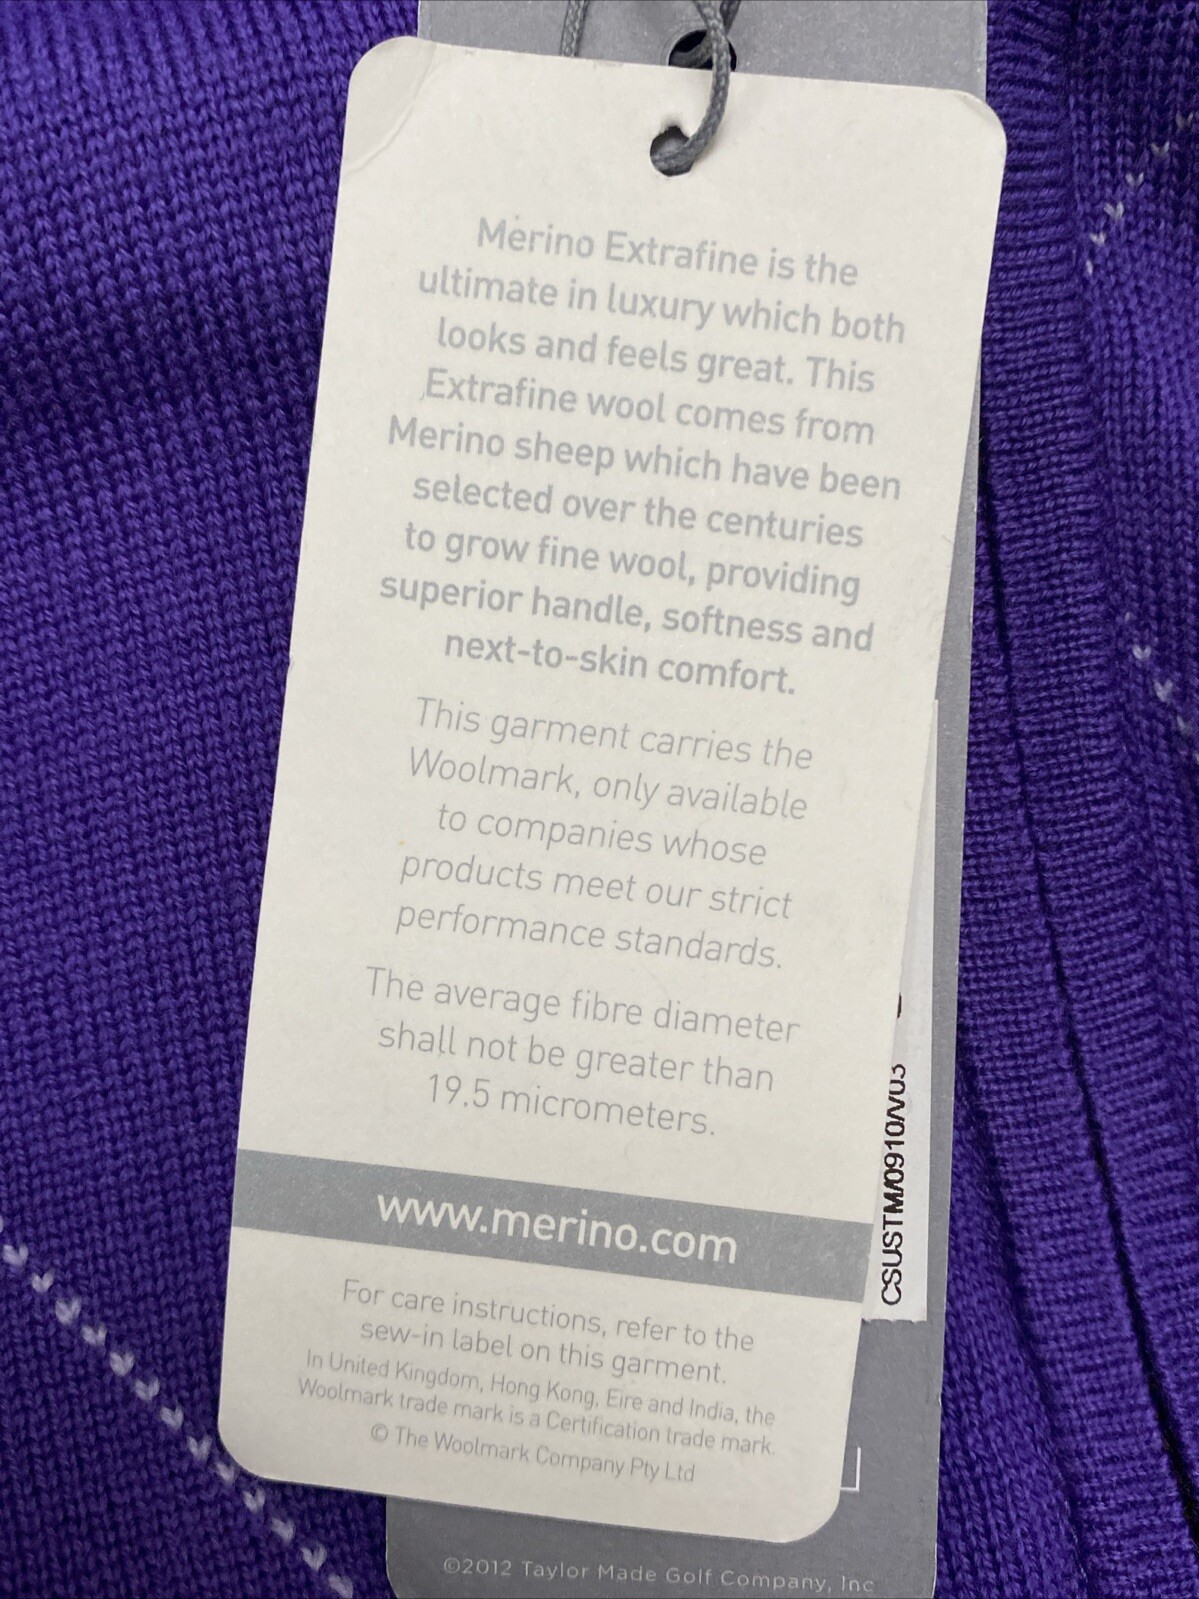 Merino Extrafine is the
ultimate in luxury which both
looks and feels great. This
Extrafine wool comes from
Merino sheep which have been
selected over the centuries
to grow fine wool, providing
superior handle, softness and
next-to-skin comfort.
This garment carries the
Woolmark, only available
to companies whose
products meet our strict
performance standards.
The average fibre diameter
shall not be greater than
19.5 micrometers.
www.merino.com
For care instructions, refer to the
sew-in label on this garment.
In United Kingdom, Hong Kong, Eire and India, the
Woolmark trade mark is a Certification trade mark.
© The Woolmark Company Pty Ltd
CSUSTM/0910/V03
©2012 Taylor Made Golf Company, Inc